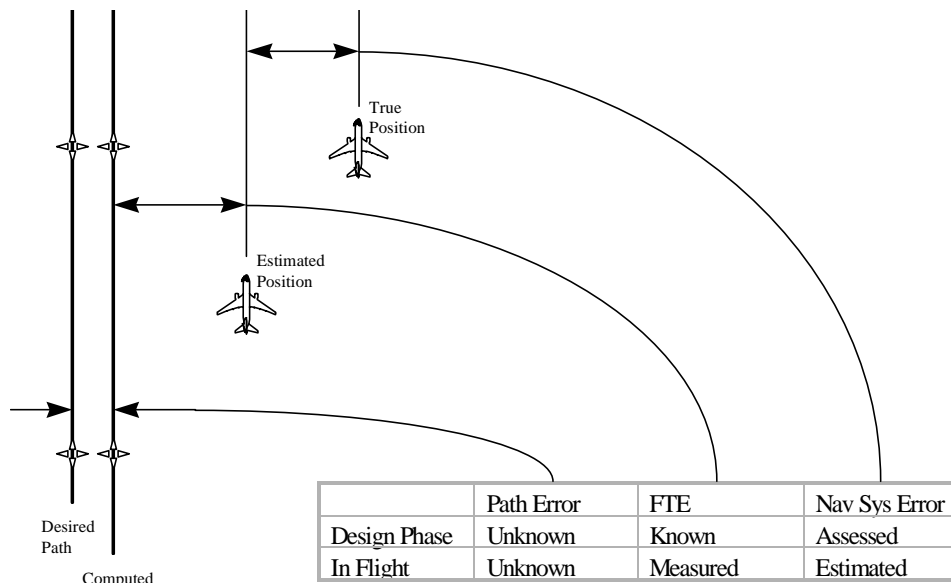 True
Position
Estimated
Position
Desired
Path
Computed
Path Error FTE Nav Sys Error
Design Phase Unknown Known Assessed
In Flight Unknown Measured Estimated